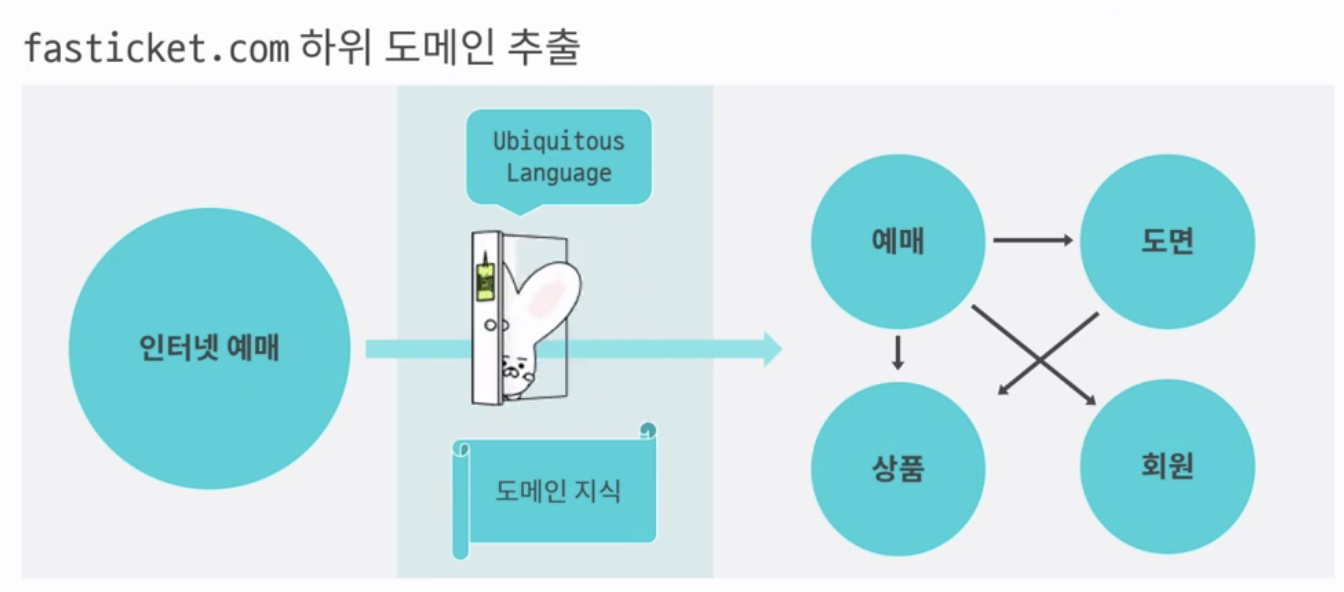 fasticket.com 하위 도메인 추출
Ubiquitous
Language
인터넷 예매
도메인 지식
예매
도면
상품
회원